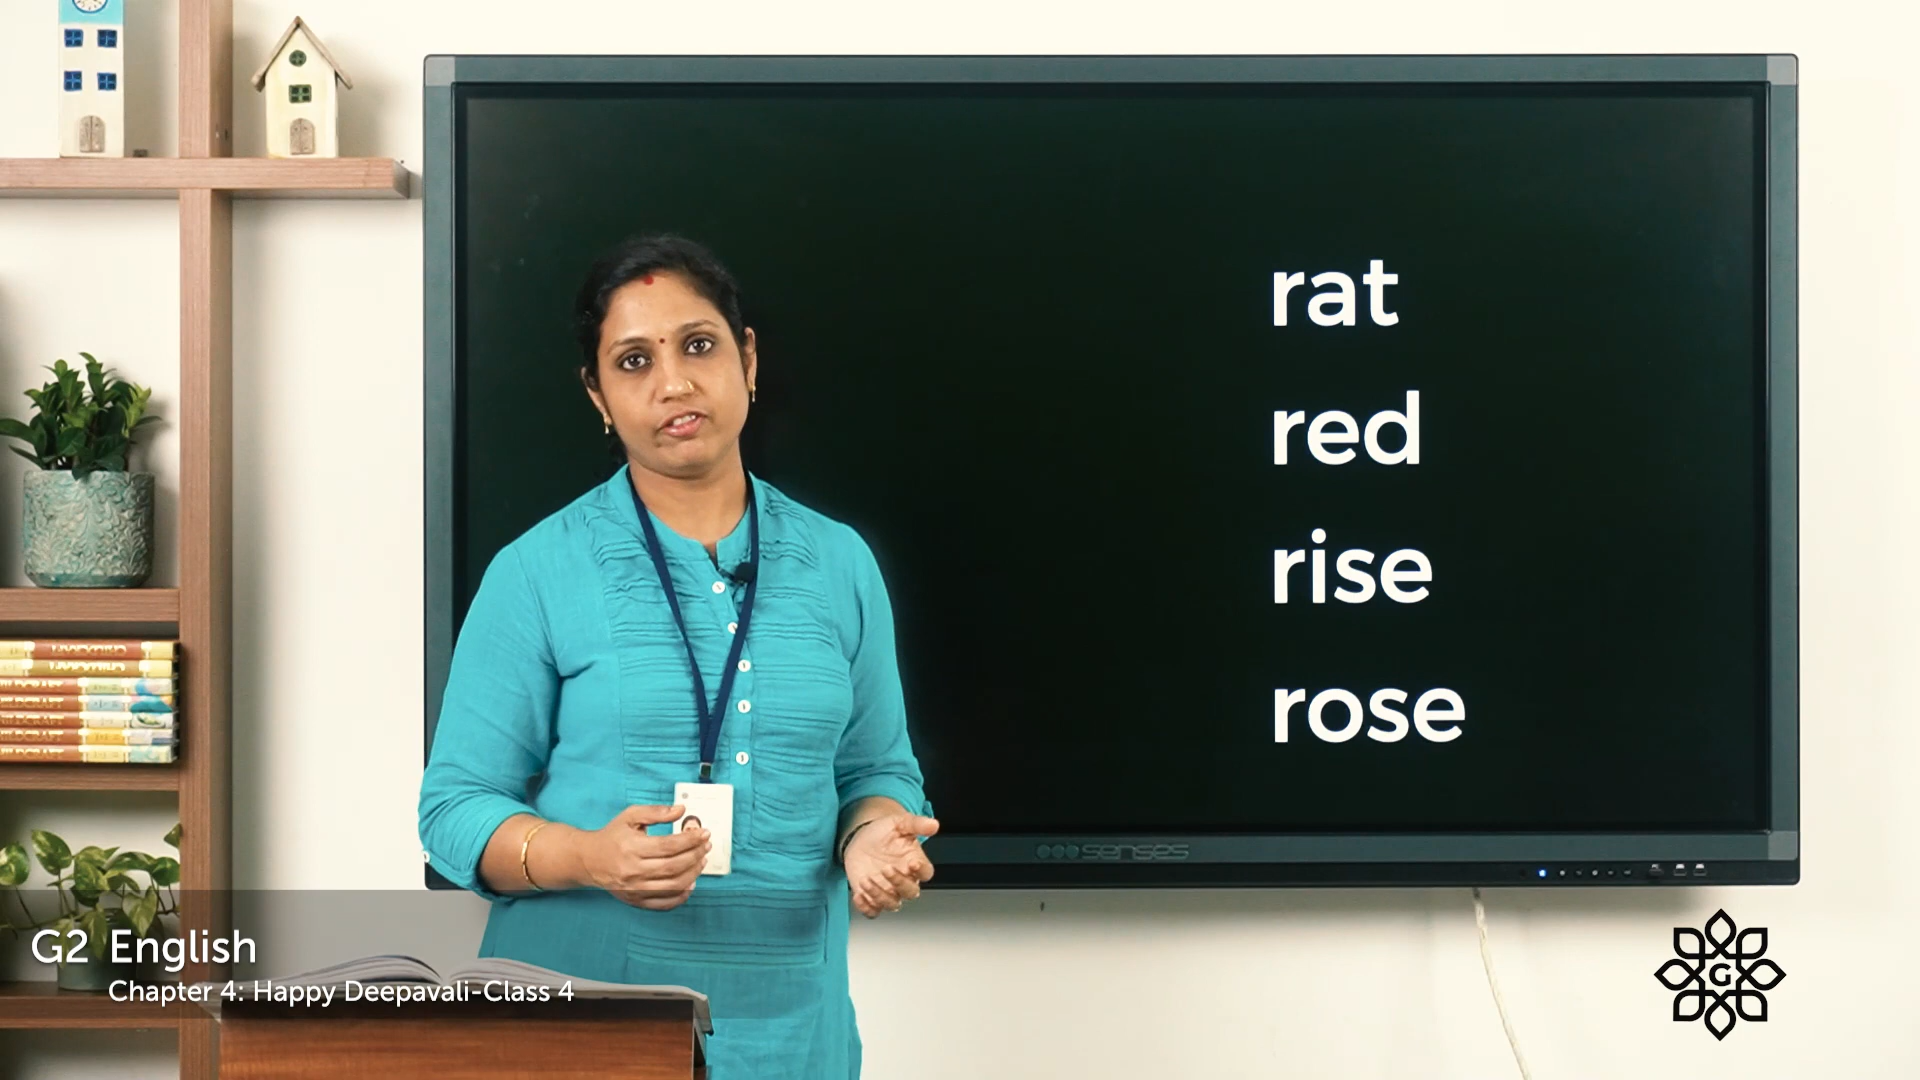 rat
red
rise
rose
senses
G2 English
Chapter 4: Happy Deepavali-Class 4
G